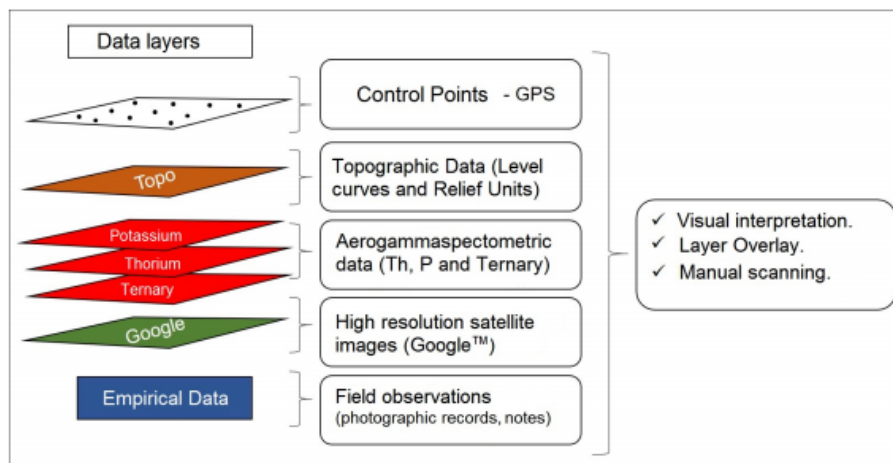 Data layers
Control Points - GPS
Topo
Topographic Data (Level
curves and Relief Units)
Potassium
Thorium
Ternary
Aerogammaspectometric
data (Th, P and Ternary)
Google
High resolution satellite
images (Google™)
Empirical Data
Field observations
(photographic records, notes)
✓ Visual interpretation.
✓ Layer Overlay.
✓ Manual scanning.